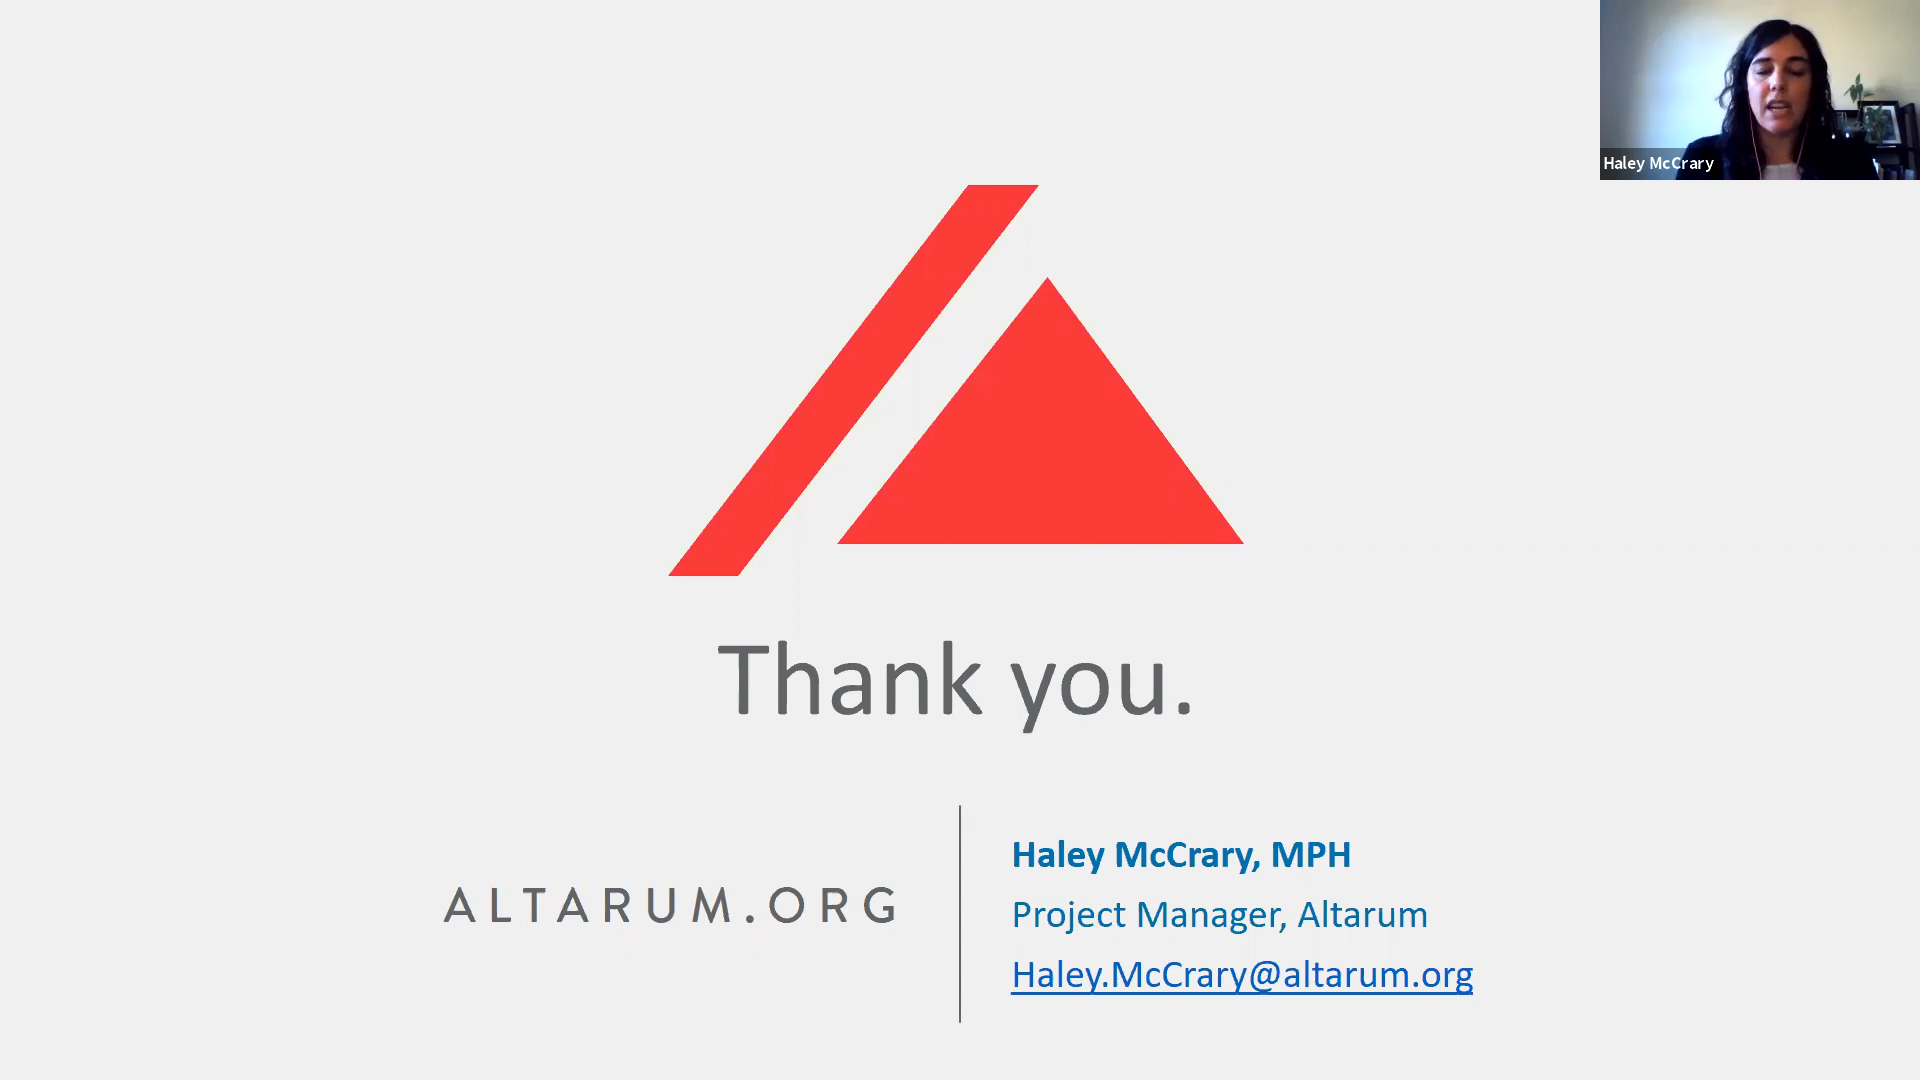 Haley McCrary
Thank you.
ALTARUM.ORG
Haley McCrary, MPH
Project Manager, Altarum
Haley.McCrary@altarum.org